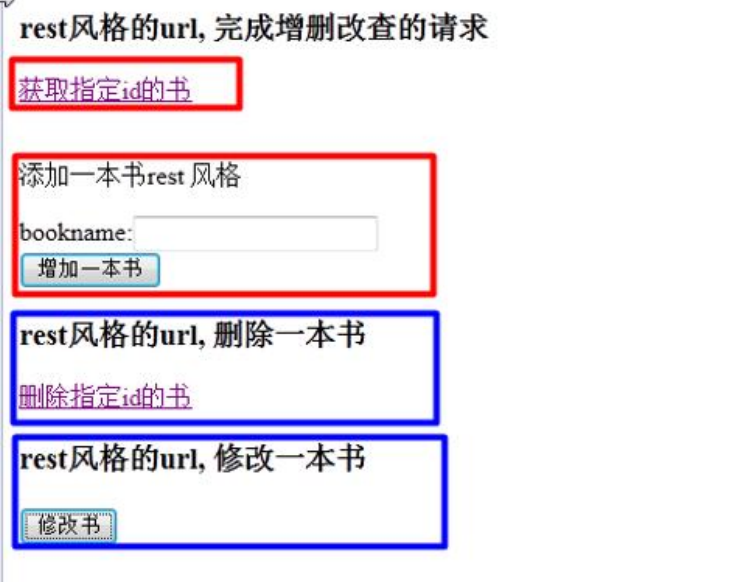 rest风格的url, 完成增删改查的请求
获取指定id的书
添加一本书rest 风格
bookname:
增加一本书
rest风格的url, 删除一本书
删除指定id的书
rest风格的url, 修改一本书
修改书